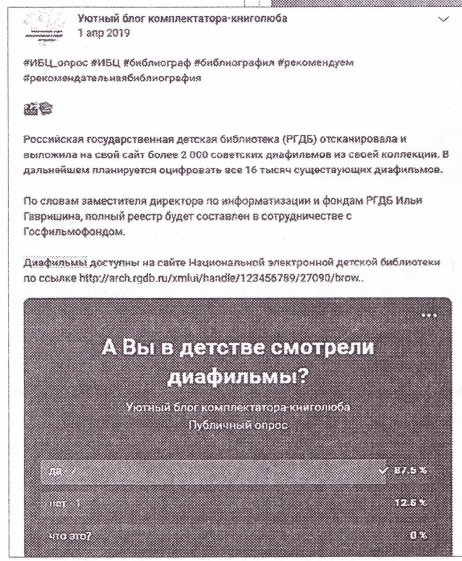 Уютный блог комплектатора-книголюба
1 апр 2019
#ИБЦ_опрос #ИБЦ #библиограф #библиография #рекомендуем
#рекомендательнаябиблиография
Российская государственная детская библиотека (РГДБ) отсканировала и
выложила на свой сайт более 2 000 советских диафильмов из своей коллекции. В
дальнейшем планируется оцифровать все 16 тысяч существующих диафильмов.
По словам заместителя директора по информатизации и фондам РГДБ Ильи
Гавришина, полный реестр будет составлен в сотрудничестве с
Госфильмофондом.
Диафильмы доступны на сайте Национальной электронной детской библиотеки
по ссылке http://arch.rgdb.ru/xmlui/handle/123456789/27090/brow..
А Вы в детстве смотрели
диафильмы?
Уютный блог комплектатора-книголюба
Публичный опрос
да · 7 87.5 %
нет · 1 12.5 %
что это? 0 %